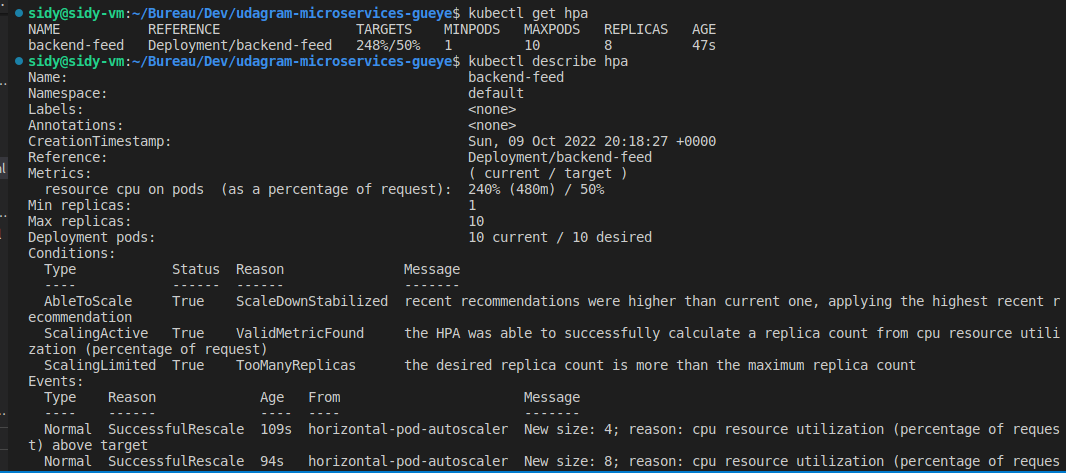 sidy@sidy-vm:~/Bureau/Dev/udagram-microservices-gueye$ kubectl get hpa
NAME REFERENCE TARGETS MINPODS MAXPODS REPLICAS AGE
backend-feed Deployment/backend-feed 248%/50% 1 10 8 47s
sidy@sidy-vm:~/Bureau/Dev/udagram-microservices-gueye$ kubectl describe hpa
Name: backend-feed
Namespace: default
Labels: <none>
Annotations: <none>
CreationTimestamp: Sun, 09 Oct 2022 20:18:27 +0000
Reference: Deployment/backend-feed
Metrics: ( current / target )
resource cpu on pods (as a percentage of request): 240% (480m) / 50%
Min replicas: 1
Max replicas: 10
Deployment pods: 10 current / 10 desired
Conditions:
Type Status Reason Message
---- ------ ------ -------
AbleToScale True ScaleDownStabilized recent recommendations were higher than current one, applying the highest recent r
ecommendation
ScalingActive True ValidMetricFound the HPA was able to successfully calculate a replica count from cpu resource utili
zation (percentage of request)
ScalingLimited True TooManyReplicas the desired replica count is more than the maximum replica count
Events:
Type Reason Age From Message
---- ------ ---- ---- -------
Normal SuccessfulRescale 109s horizontal-pod-autoscaler New size: 4; reason: cpu resource utilization (percentage of reques
t) above target
Normal SuccessfulRescale 94s horizontal-pod-autoscaler New size: 8; reason: cpu resource utilization (percentage of reques